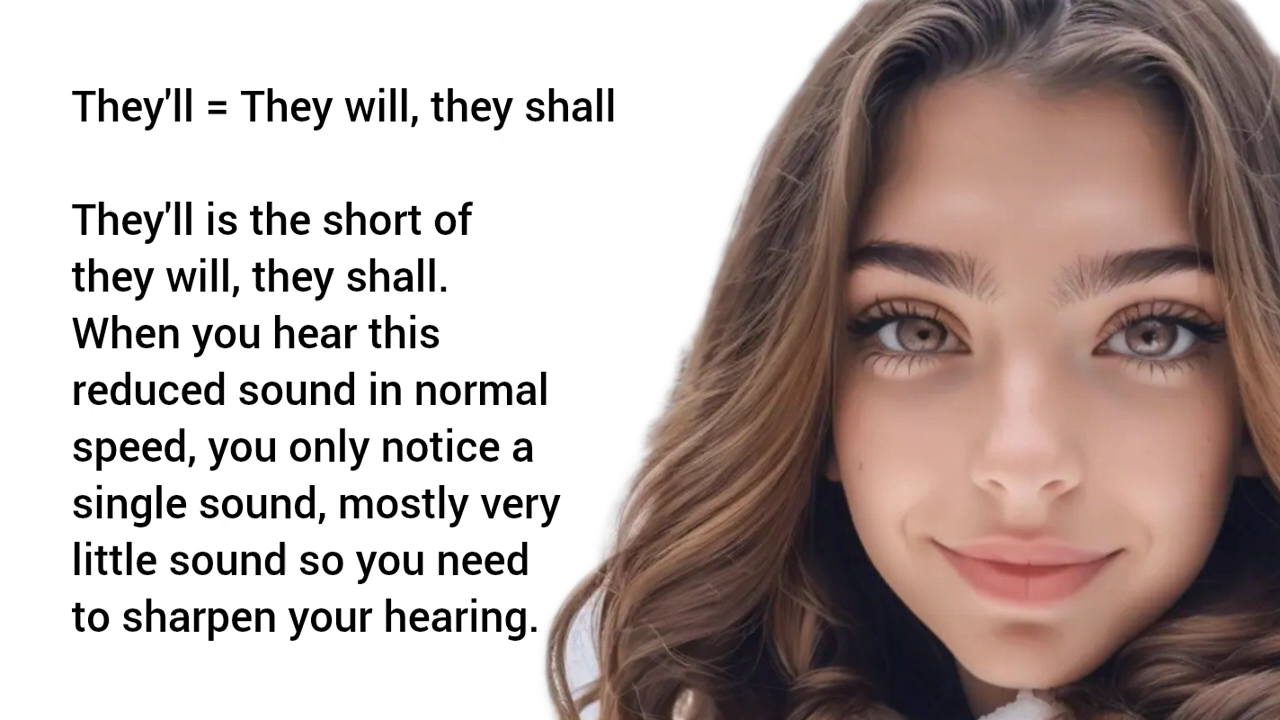 They'll = They will, they shall
They'll is the short of
they will, they shall.
When you hear this
reduced sound in normal
speed, you only notice a
single sound, mostly very
little sound so you need
to sharpen your hearing.